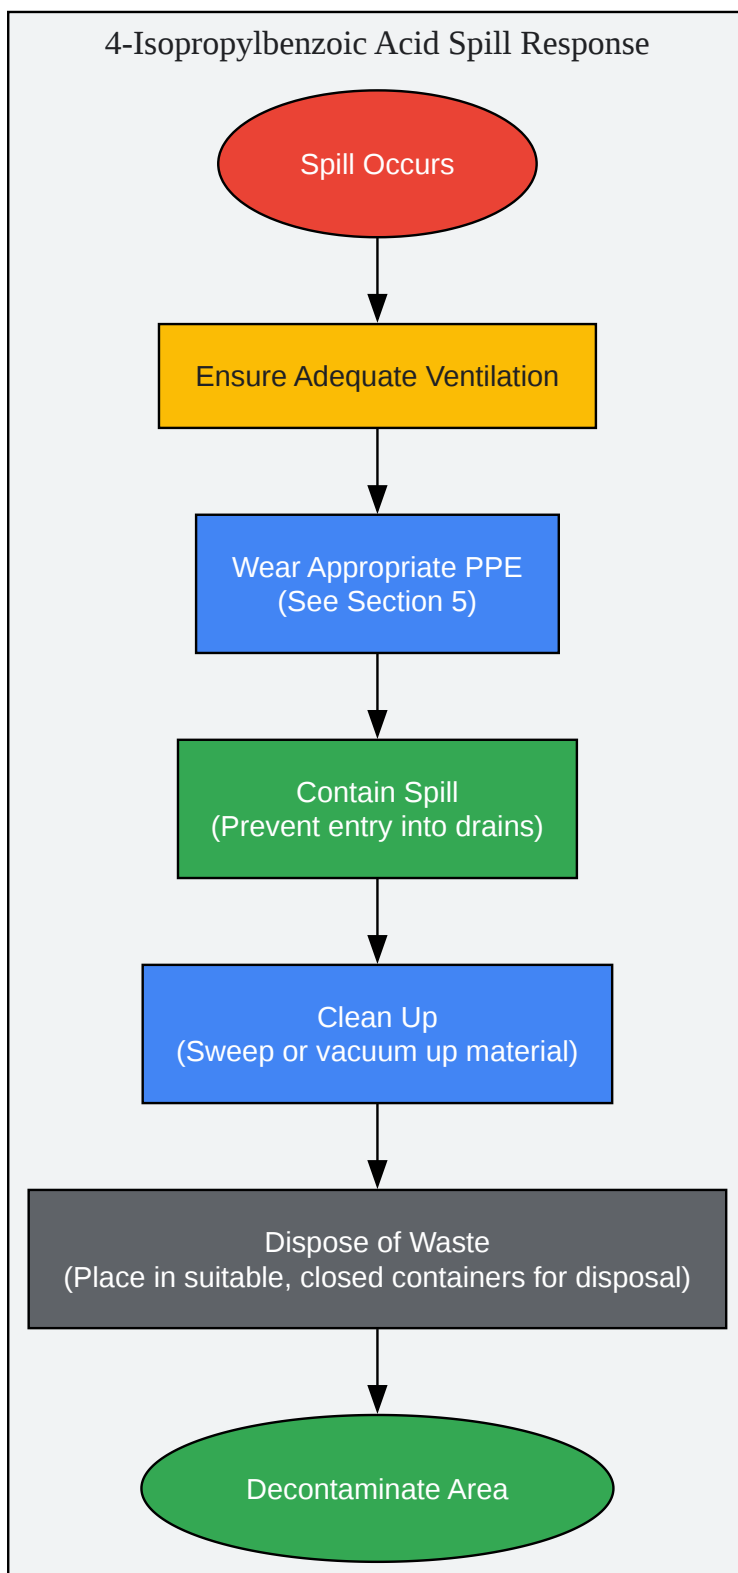 4-Isopropylbenzoic Acid Spill Response
Spill Occurs
Ensure Adequate Ventilation
Wear Appropriate PPE
(See Section 5)
Contain Spill
(Prevent entry into drains)
Clean Up
(Sweep or vacuum up material)
Dispose of Waste
(Place in suitable, closed containers for disposal)
Decontaminate Area